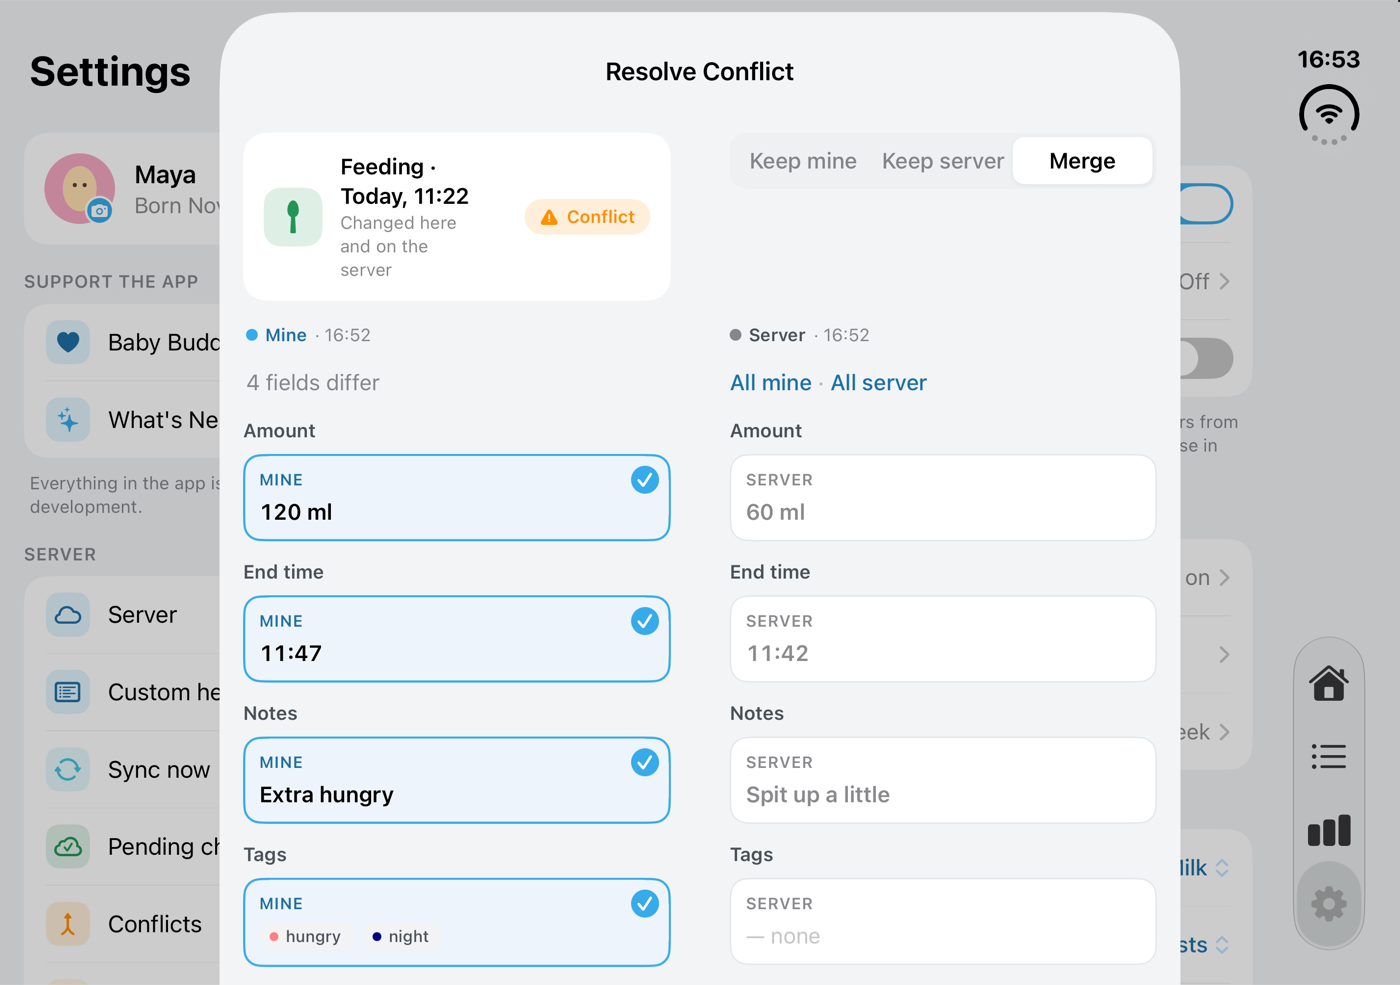 Settings
Maya
Born Nov
SUPPORT THE APP
Baby Budd
What's Ne
Everything in the app is
development.
SERVER
Server
Custom he
Sync now
Pending ch
Conflicts
Resolve Conflict
Feeding ·
Today, 11:22
Changed here
and on the
server
Conflict
Keep mine
Keep server
Merge
Mine · 16:52
Server · 16:52
4 fields differ
All mine · All server
Amount
Amount
MINE
120 ml
SERVER
60 ml
End time
End time
MINE
11:47
SERVER
11:42
Notes
Notes
MINE
Extra hungry
SERVER
Spit up a little
Tags
Tags
MINE
hungry
night
SERVER
— none
16:53
Off
rs from
se in
on
eek
ilk
sts